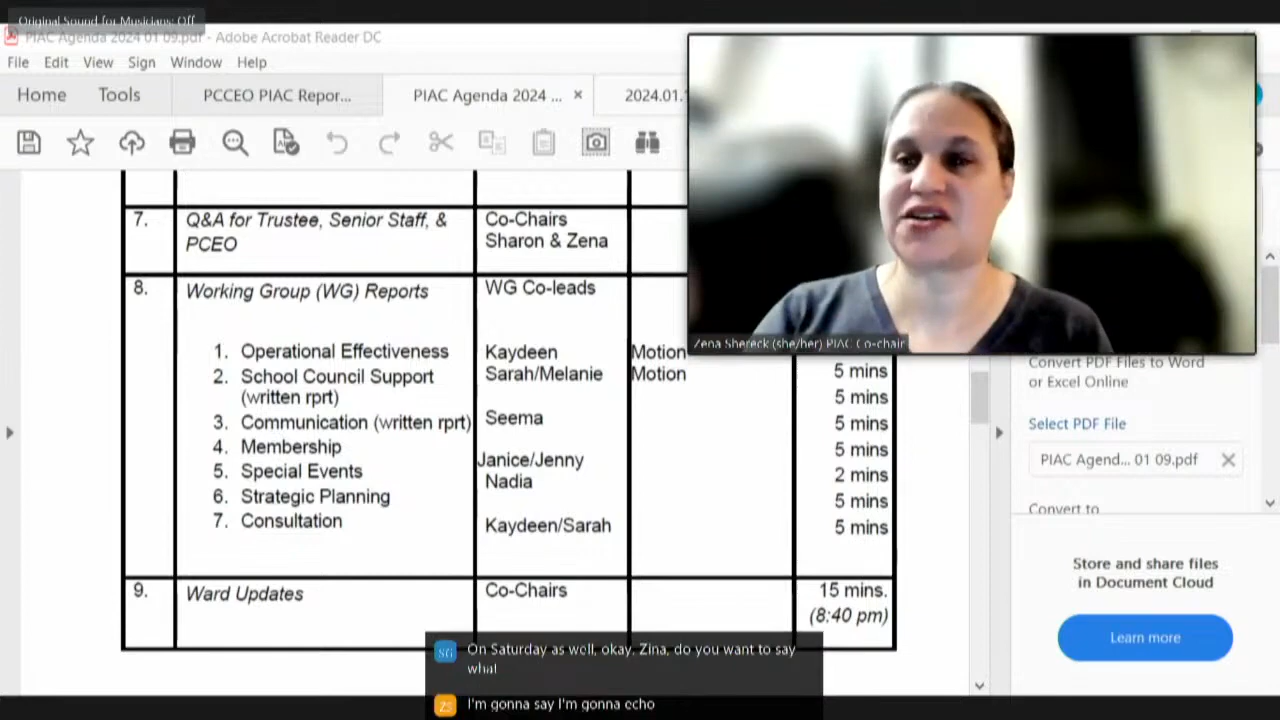 Original Sound for Musicians: Off
PIAC Agenda 2024 01 09.pdf - Adobe Acrobat Reader DC
File Edit View Sign Window Help
Home Tools PCCEO PIAC Repor... PIAC Agenda 2024 ... × 2024.01.
7. Q&A for Trustee, Senior Staff, & Co-Chairs
PCEO Sharon & Zena
8. Working Group (WG) Reports WG Co-leads
1. Operational Effectiveness Kaydeen Motion
2. School Council Support Sarah/Melanie Motion 5 mins
(written rprt) 5 mins
3. Communication (written rprt) Seema 5 mins
4. Membership Janice/Jenny 5 mins
5. Special Events Nadia 2 mins
6. Strategic Planning 5 mins
7. Consultation Kaydeen/Sarah 5 mins
9. Ward Updates Co-Chairs 15 mins.
(8:40 pm)
Zena Shereck (she/her) PIAC Co-chair
Convert PDF Files to Word
or Excel Online
Select PDF File
PIAC Agend... 01 09.pdf
Convert to
Store and share files
in Document Cloud
Learn more
SG On Saturday as well, okay, Zina, do you want to say
what
ZS I'm gonna say I'm gonna echo